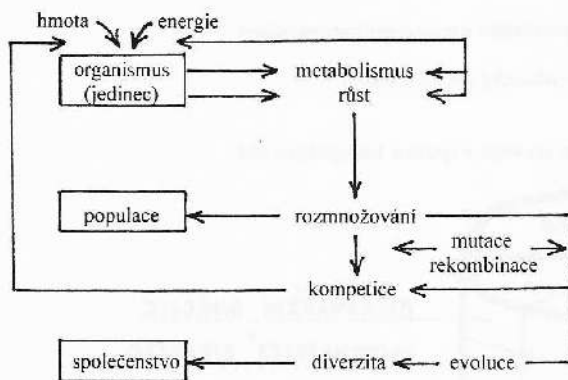 hmota energie
organismus metabolismus
(jedinec) růst
populace rozmnožování
mutace
rekombinace
kompetice
společenstvo diverzita evoluce